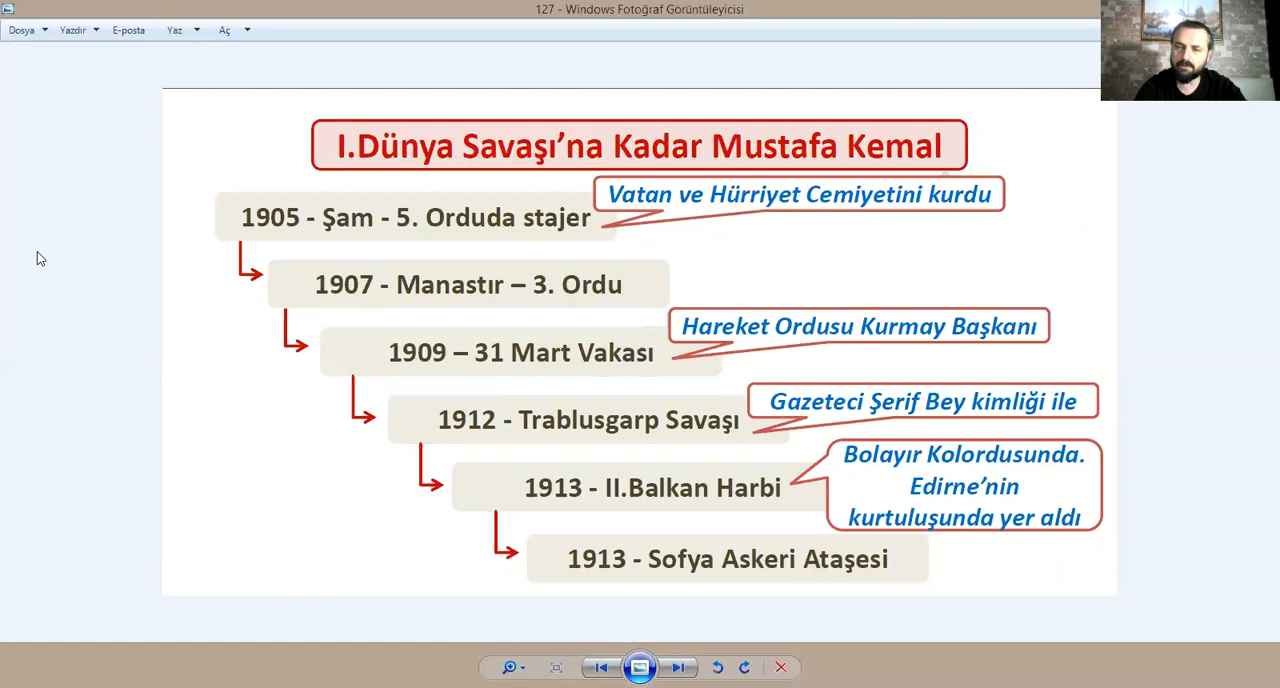 127 - Windows Fotoğraf Görüntüleyicisi
Dosya Yazdır E-posta Yaz Aç
I.Dünya Savaşı’na Kadar Mustafa Kemal
Vatan ve Hürriyet Cemiyetini kurdu
1905 - Şam - 5. Orduda stajer
1907 - Manastır – 3. Ordu
Hareket Ordusu Kurmay Başkanı
1909 – 31 Mart Vakası
Gazeteci Şerif Bey kimliği ile
1912 - Trablusgarp Savaşı
Bolayır Kolordusunda.
Edirne’nin
kurtuluşunda yer aldı
1913 - II.Balkan Harbi
1913 - Sofya Askeri Ataşesi